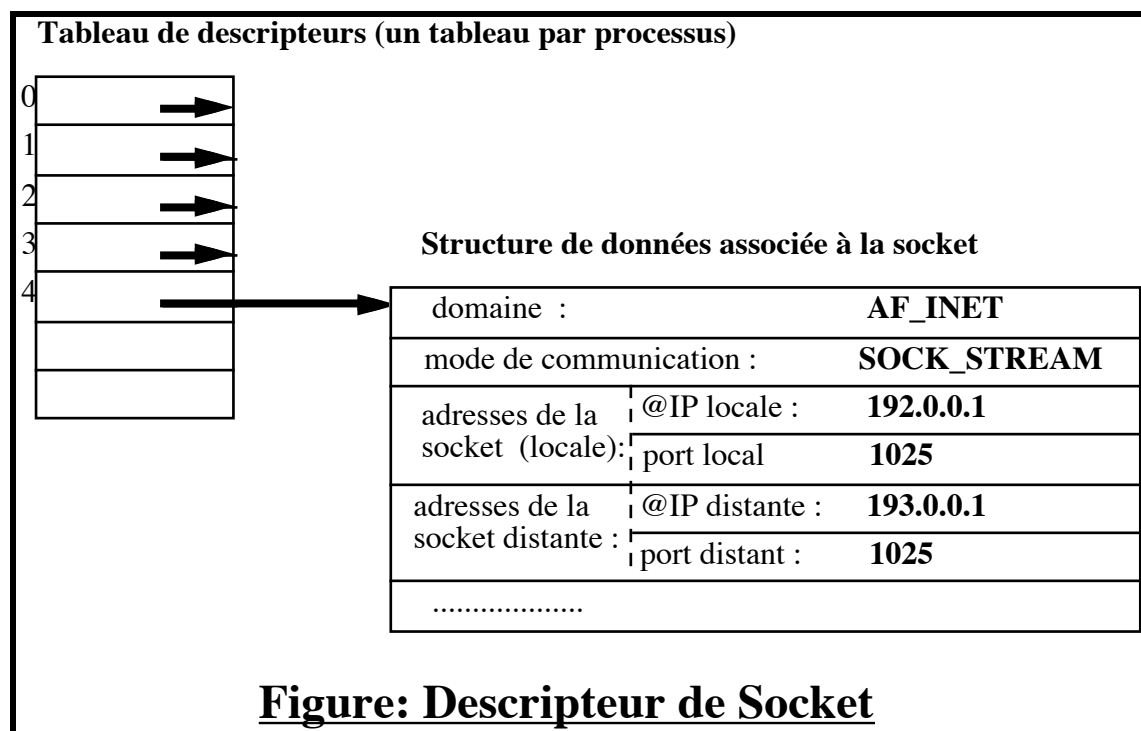 Tableau de descripteurs (un tableau par processus)
0
1
2
3
4
Structure de données associée à la socket
domaine : AF_INET
mode de communication : SOCK_STREAM
adresses de la
socket (locale):
@IP locale : 192.0.0.1
port local 1025
adresses de la
socket distante :
@IP distante : 193.0.0.1
port distant : 1025
...................
Figure: Descripteur de Socket